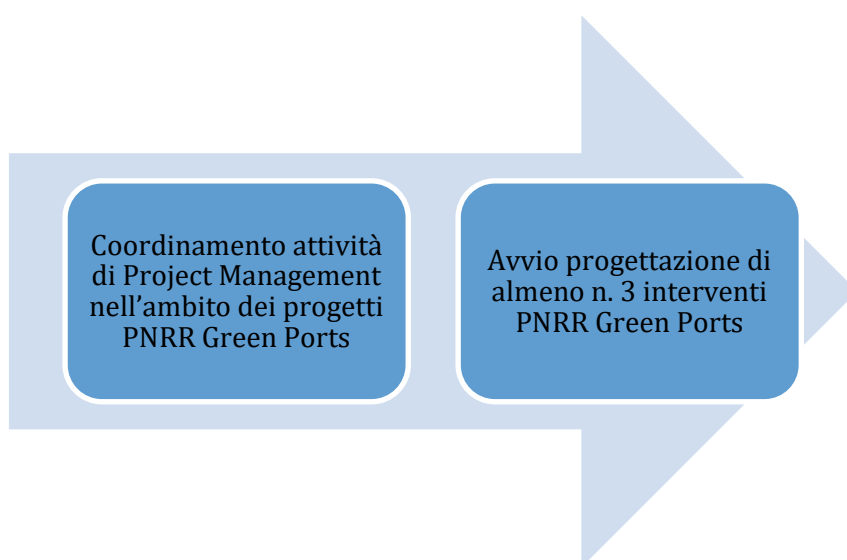 Coordinamento attività
di Project Management
nell’ambito dei progetti
PNRR Green Ports
Avvio progettazione di
almeno n. 3 interventi
PNRR Green Ports